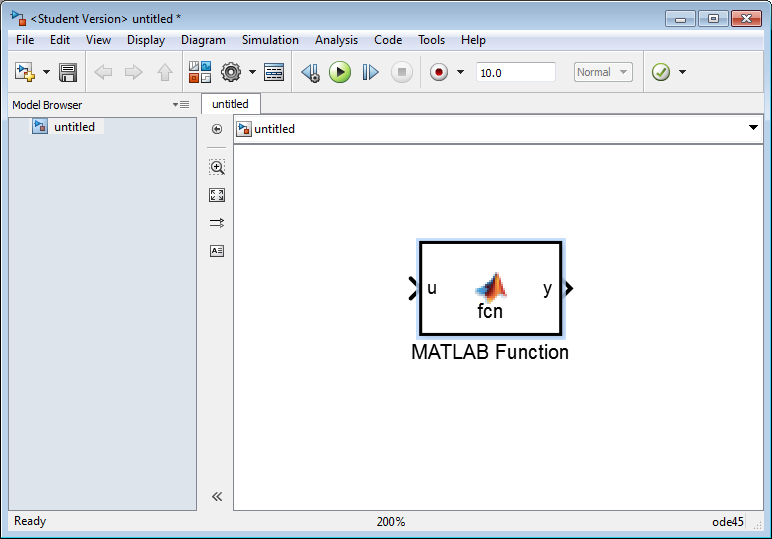 <Student Version> untitled *
File Edit View Display Diagram Simulation Analysis Code Tools Help
10.0 Normal
Model Browser
untitled
untitled
untitled
A
u
y
fcn
MATLAB Function
Ready 200% ode45